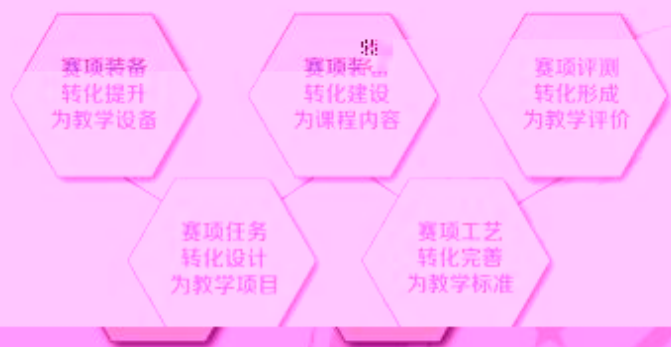 赛项装备
转化提升
为教学设备
赛项装
转化建设
为课程内容
赛项评测
转化形成
为教学评价
赛项任务
转化设计
为教学项目
赛项工艺
转化完善
为教学标准